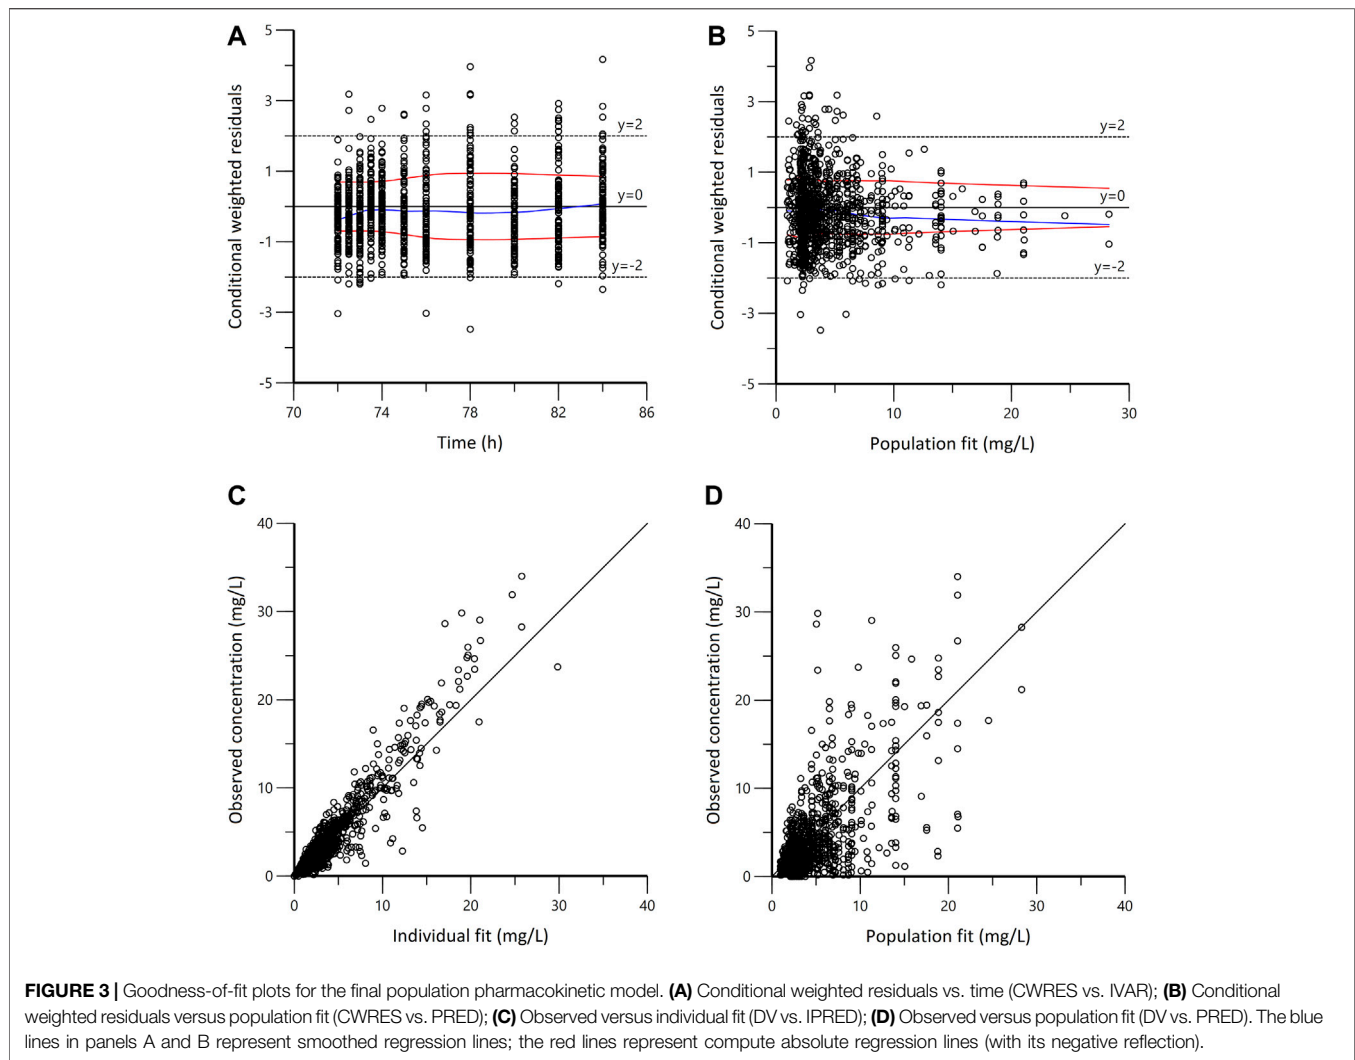 A
5
3
1
-1
-3
-5
Conditional weighted residuals
y=2
y=0
y=-2
70
74
78
82
86
Time (h)
B
5
3
1
-1
-3
-5
Conditional weighted residuals
y=2
y=0
y=-2
0
10
20
30
Population fit (mg/L)
C
40
30
20
10
0
Observed concentration (mg/L)
0
10
20
30
40
Individual fit (mg/L)
D
40
30
20
10
0
Observed concentration (mg/L)
0
10
20
30
40
Population fit (mg/L)
FIGURE 3 | Goodness-of-fit plots for the final population pharmacokinetic model. (A) Conditional weighted residuals vs. time (CWRES vs. IVAR); (B) Conditional
weighted residuals versus population fit (CWRES vs. PRED); (C) Observed versus individual fit (DV vs. IPRED); (D) Observed versus population fit (DV vs. PRED). The blue
lines in panels A and B represent smoothed regression lines; the red lines represent compute absolute regression lines (with its negative reflection).